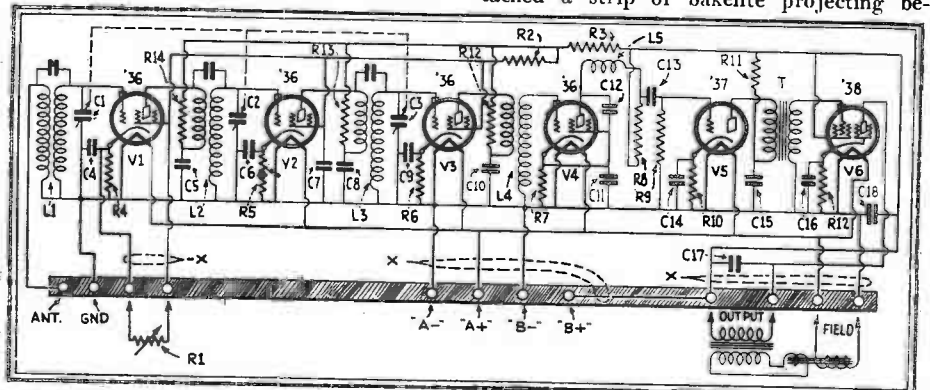 tached a strip of Bakelite projecting be-
R13 R2 R3 L5
R14 '36 '36 R12 '36 '36 C13 '37 R11 T '38
C1 C2 C3 C12
C4 V1 C6 V2 C9 V3 V4 R8 V5 V6
C5 C7 C8 C10 L4 C11 R9 C18
L1 R4 L2 R5 L3 R6 R7 C14 R10 C15 C16 R12
X X C17 X
ANT. GND "A-" "A+" "B-" "B+" OUTPUT FIELD
R1